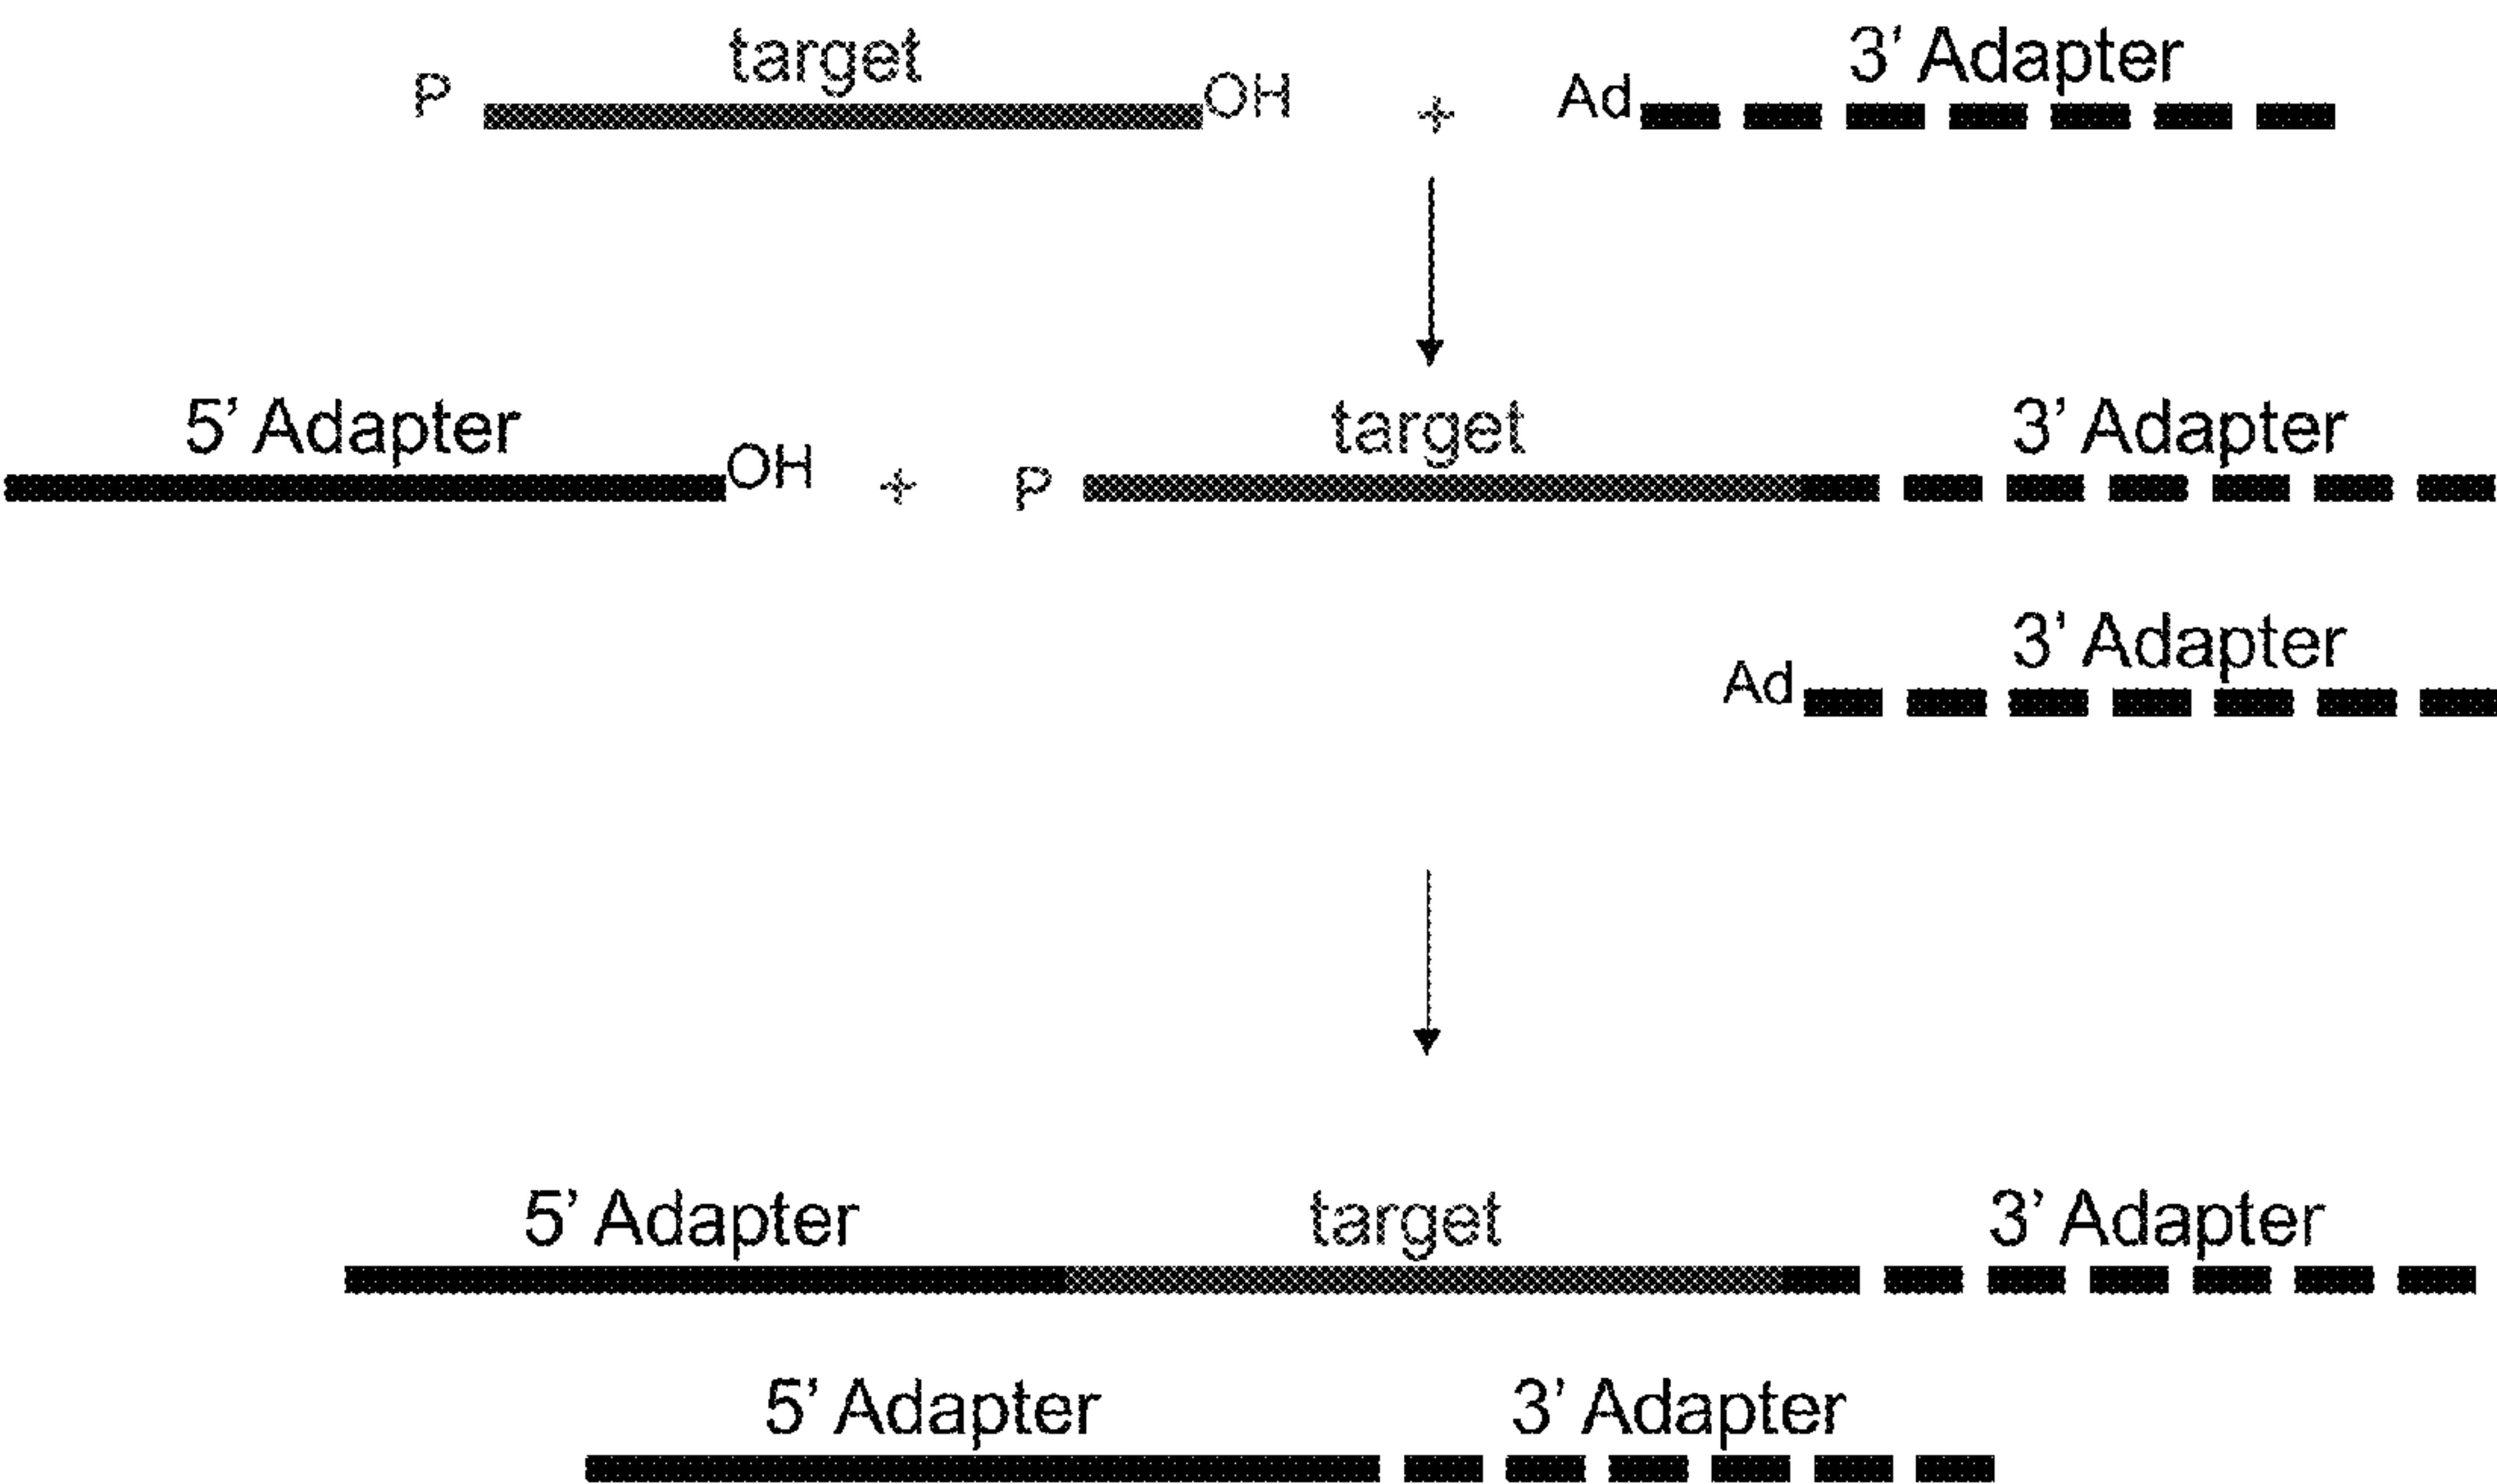 target
3' Adapter
P
OH
+
Ad
5' Adapter
target
3' Adapter
OH
+
P
3' Adapter
Ad
5' Adapter
target
3' Adapter
5' Adapter
3' Adapter